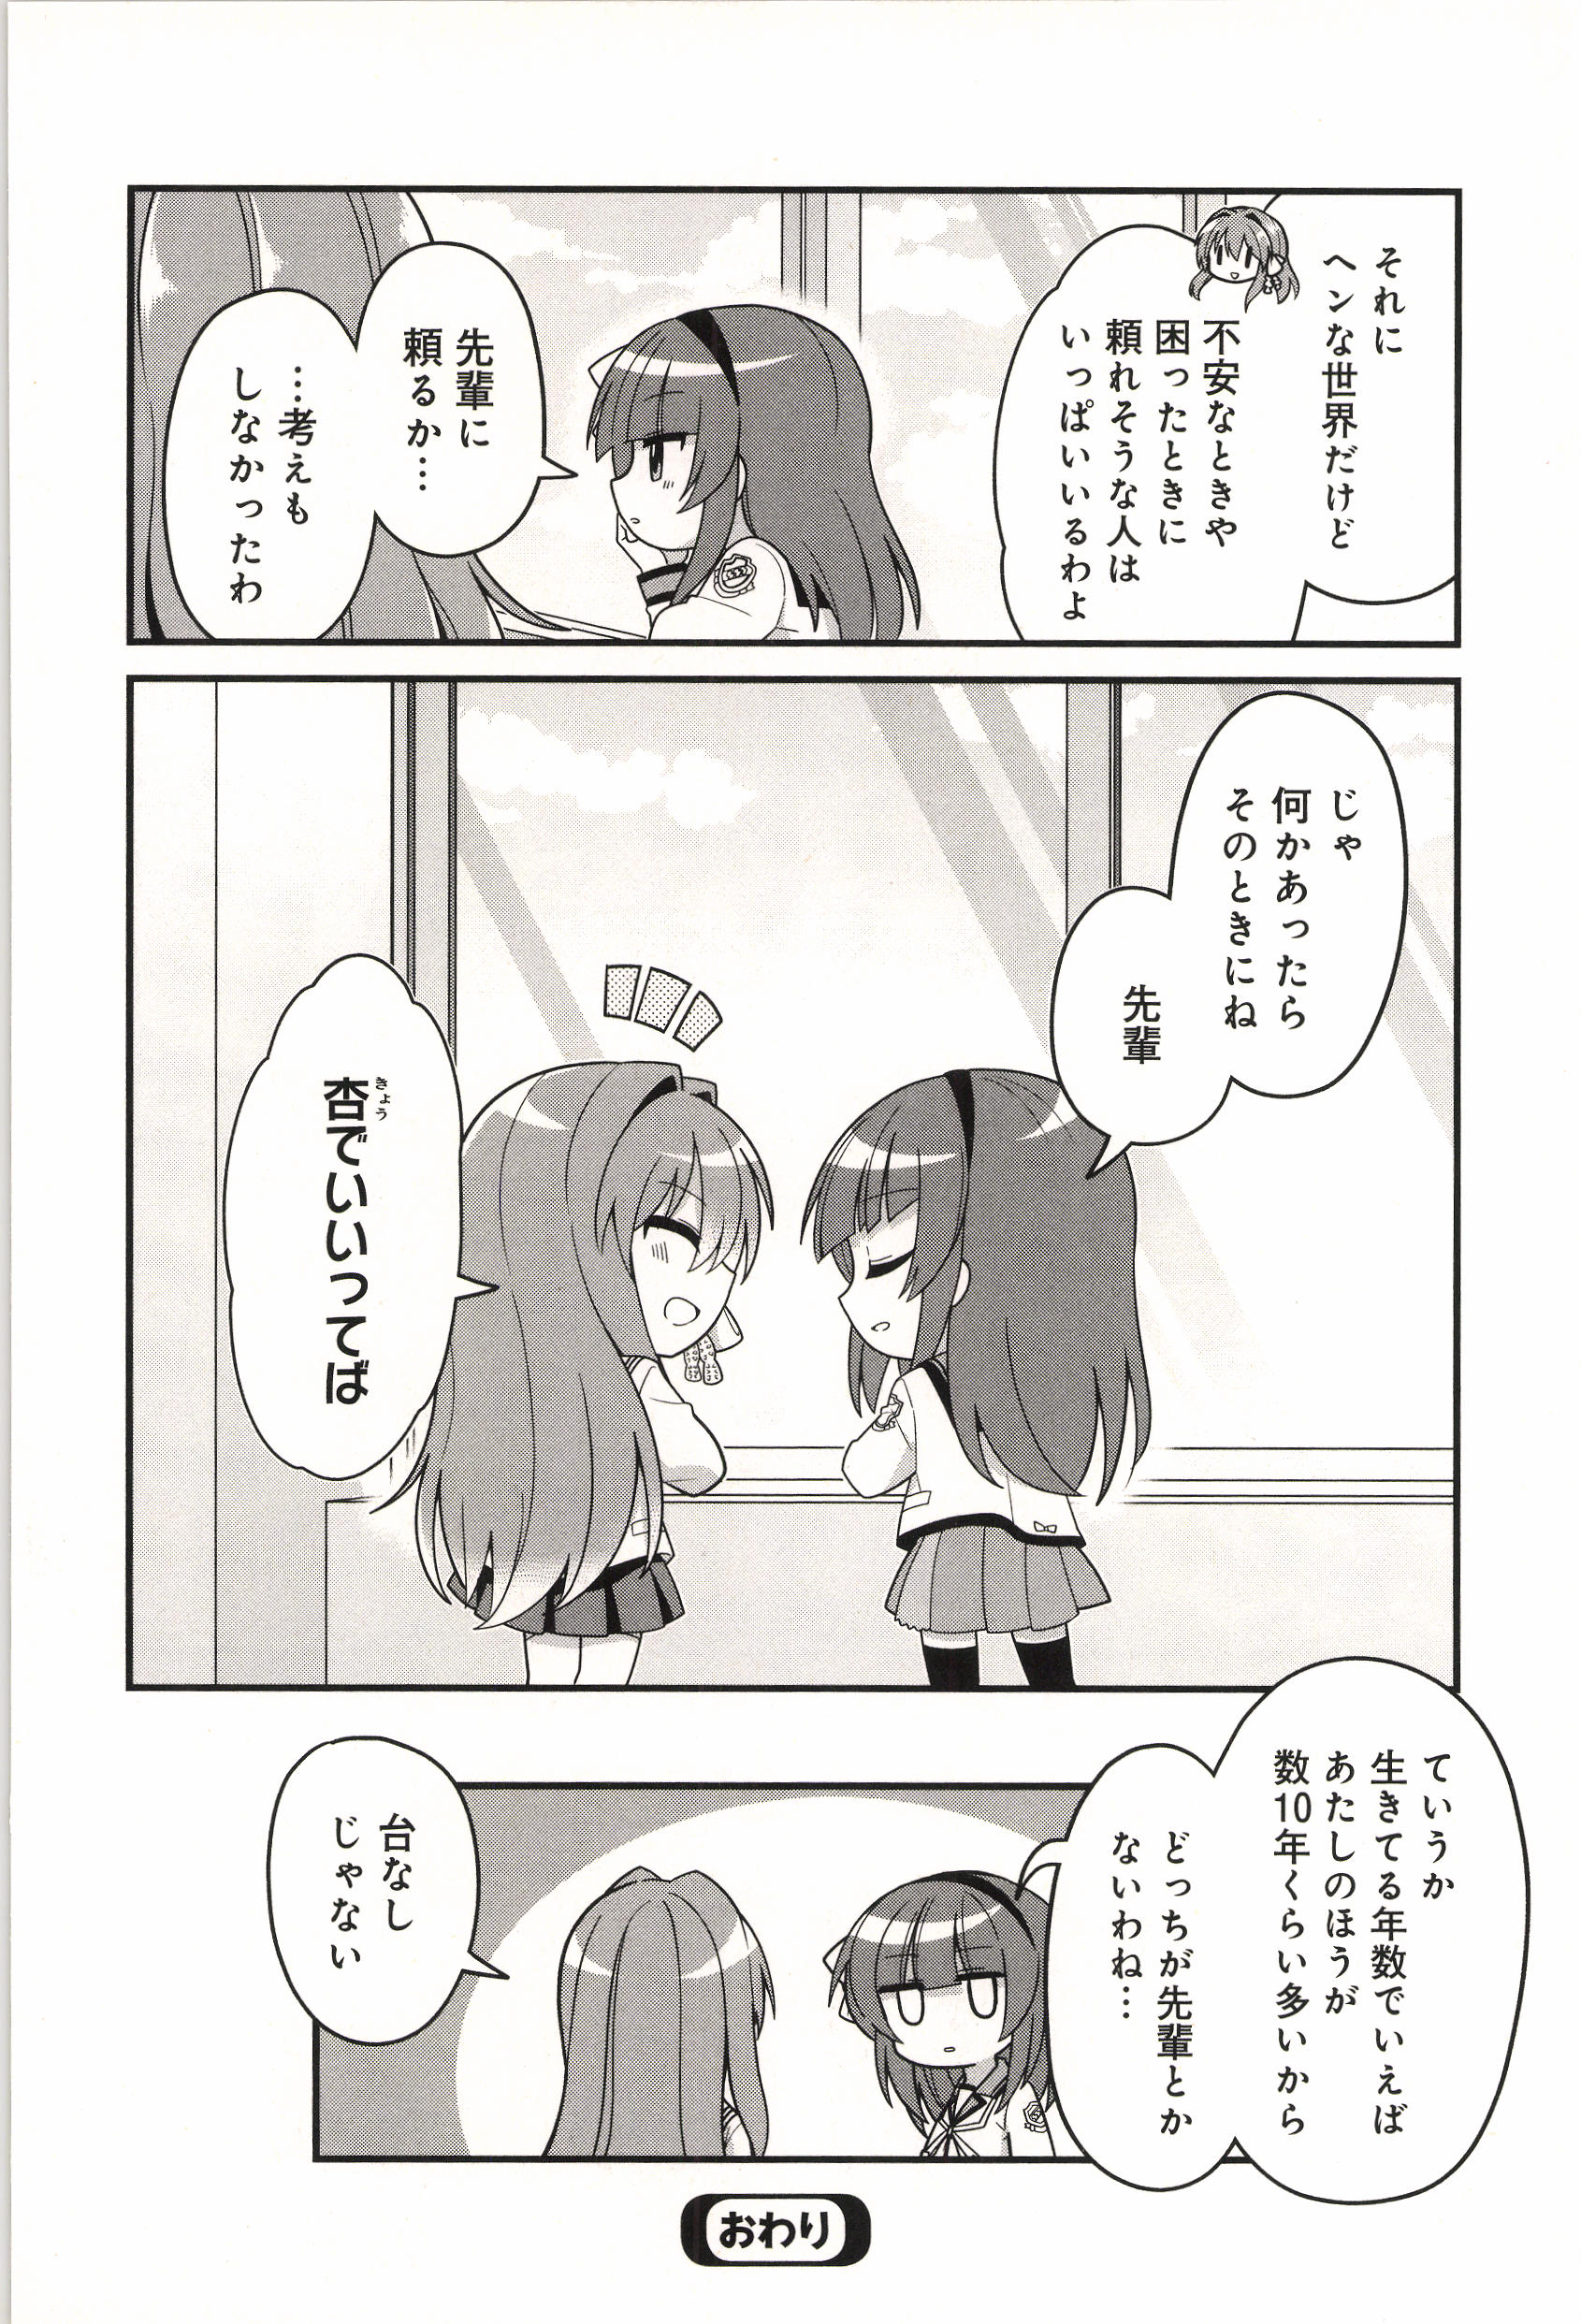 それに
ヘンな世界だけど
不安なときや
困ったときに
頼れそうな人は
いっぱいいるわよ
先輩に
頼るか…
…考えも
しなかったわ
じゃ
何かあったら
そのときにね
先輩
杏でいいってば
きょう
ていうか
生きてる年数でいえば
あたしのほうが
数10年くらい多いから
どっちが先輩とか
ないわね…
台なし
じゃない
おわり